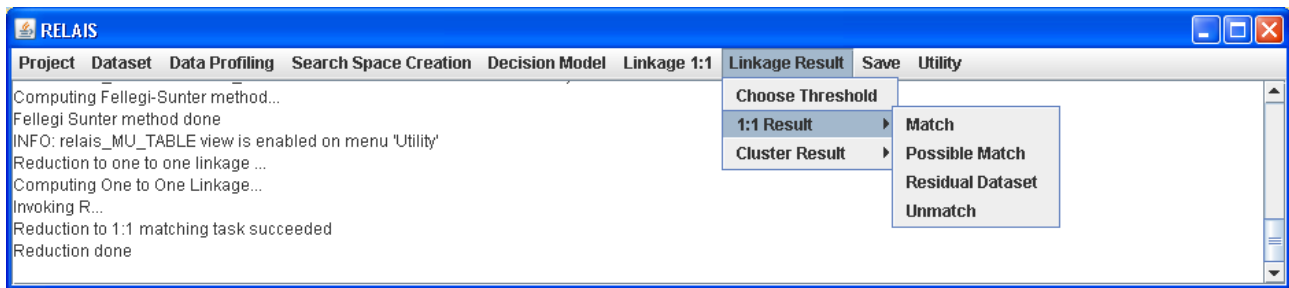 RELAIS
Project Dataset Data Profiling Search Space Creation Decision Model Linkage 1:1 Linkage Result Save Utility
Computing Fellegi-Sunter method...
Fellegi Sunter method done
INFO: relais_MU_TABLE view is enabled on menu 'Utility'
Reduction to one to one linkage ...
Computing One to One Linkage...
Invoking R...
Reduction to 1:1 matching task succeeded
Reduction done
Choose Threshold
1:1 Result
Cluster Result
Match
Possible Match
Residual Dataset
Unmatch